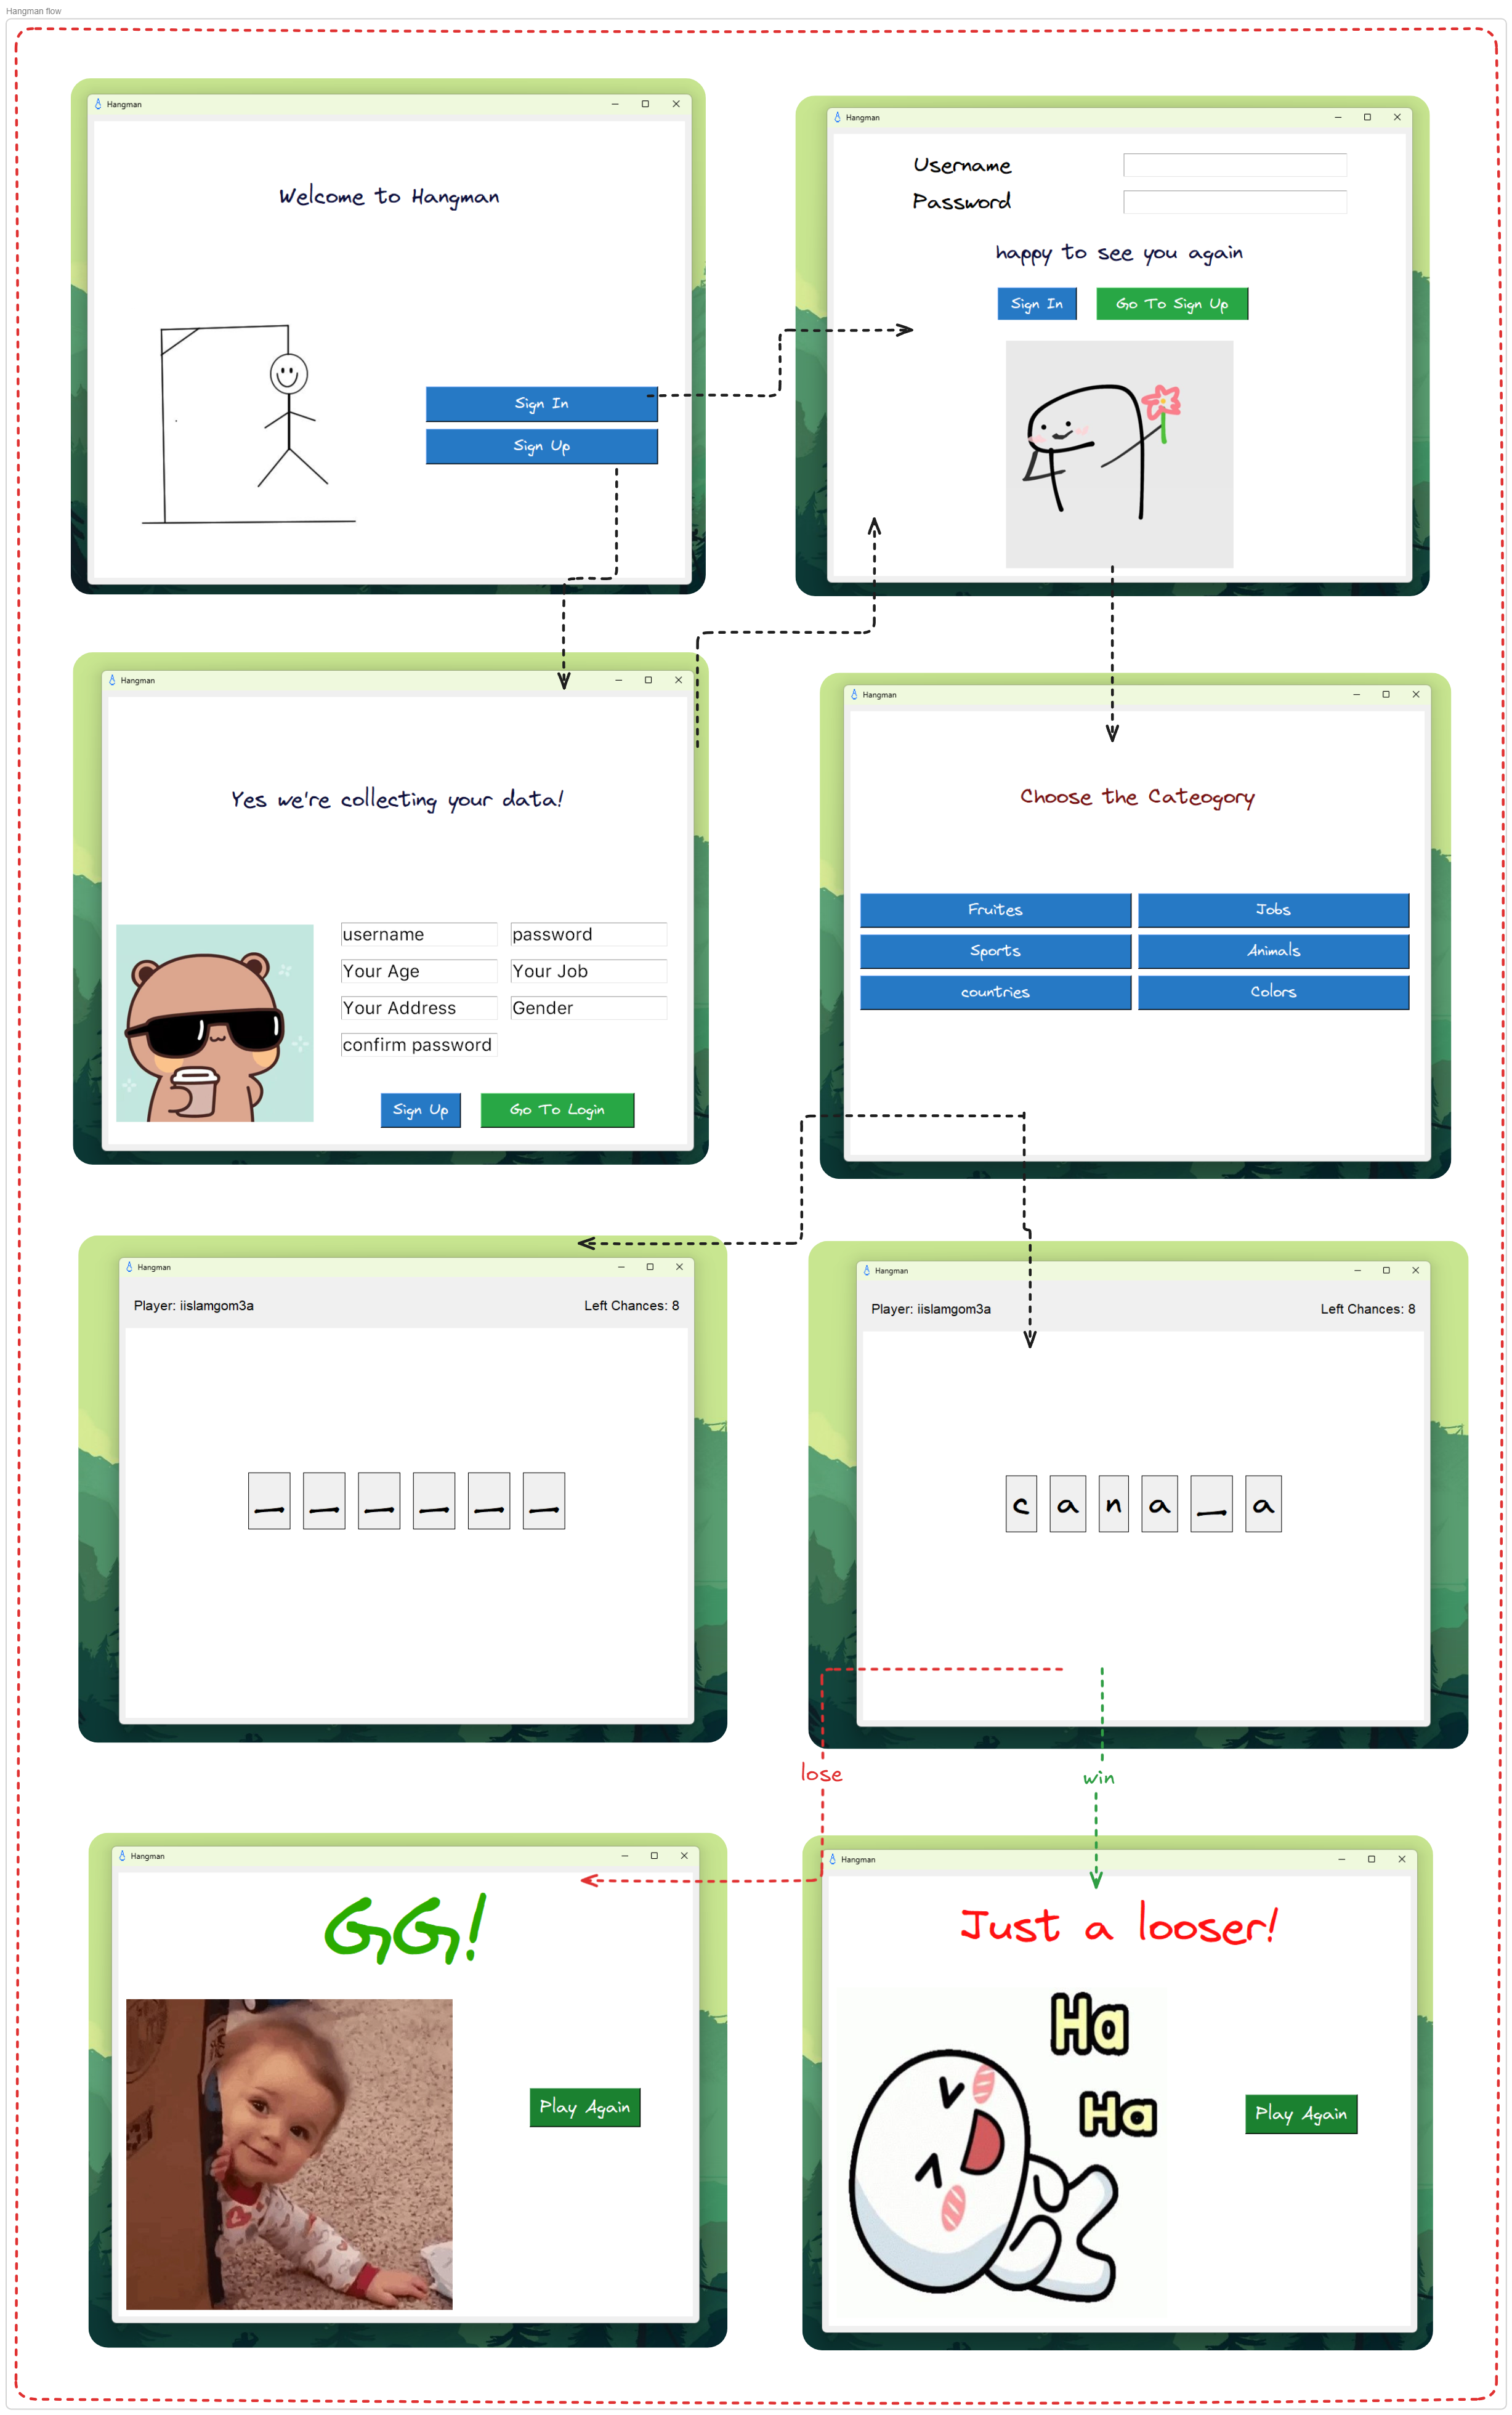 Hangman flow
Hangman
Welcome to Hangman
Sign In
Sign Up
Hangman
Username
Password
happy to see you again
Sign In
Go To Sign Up
Hangman
Yes we're collecting your data!
username
password
Your Age
Your Job
Your Address
Gender
confirm password
Sign Up
Go To Login
Hangman
Choose the Cateogory
Fruites
Jobs
Sports
Animals
countries
Colors
Hangman
Player: iislamgom3a
Left Chances: 8
_ _ _ _ _ _
Hangman
Player: iislamgom3a
Left Chances: 8
c a n a _ a
lose
win
Hangman
GG!
Play Again
Hangman
Just a looser!
Ha
Ha
Play Again